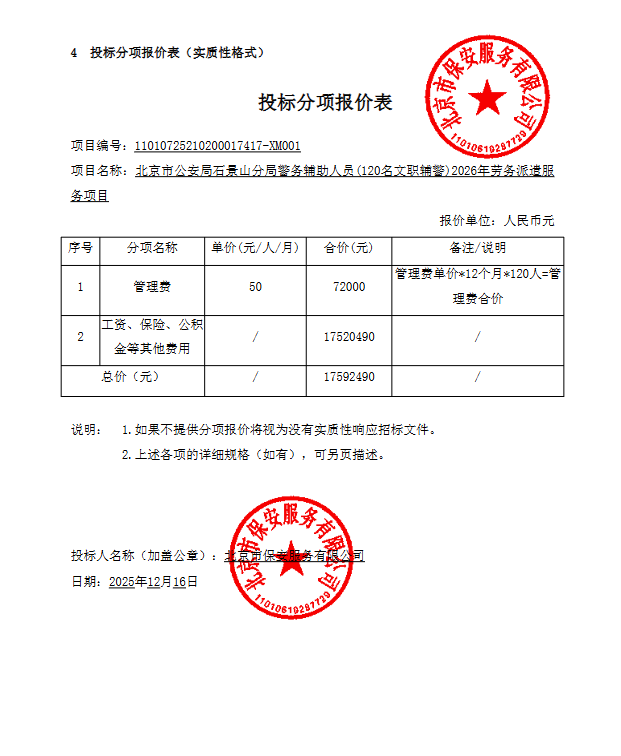 4 投标分项报价表（实质性格式）
北京市保安服务有限公司
11010619287729
投标分项报价表
项目编号：11010725210200017417-XM001
项目名称：北京市公安局石景山分局警务辅助人员(120名文职辅警)2026年劳务派遣服
务项目
报价单位：人民币元
序号 分项名称 单价(元/人/月) 合价(元) 备注/说明
1 管理费 50 72000 管理费单价*12个月*120人=管
理费合价
2 工资、保险、公积
金等其他费用 / 17520490 /
总价（元） / 17592490 /
说明： 1.如果不提供分项报价将视为没有实质性响应招标文件。
2.上述各项的详细规格（如有），可另页描述。
投标人名称（加盖公章）：北京市保安服务有限公司
日期：2025年12月16日
北京市保安服务有限公司
11010619287729